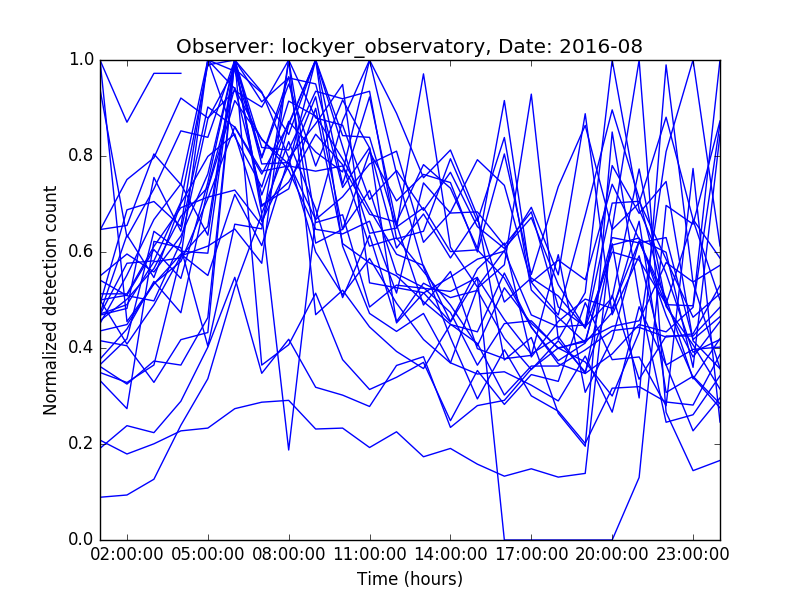 Observer: lockyer_observatory, Date: 2016-08
1.0
0.8
0.6
0.4
0.2
0.0
Normalized detection count
02:00:00 05:00:00 08:00:00 11:00:00 14:00:00 17:00:00 20:00:00 23:00:00
Time (hours)